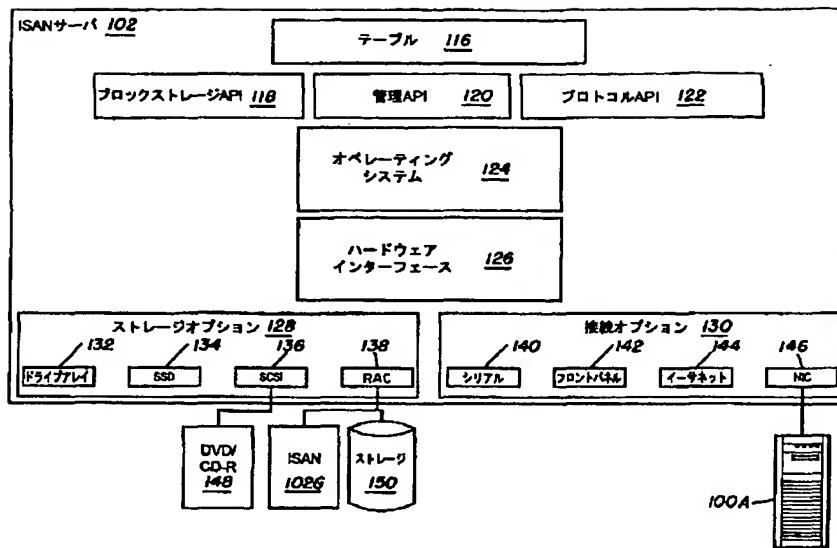 ISANサーバ 102
テーブル 116
ブロックストレージAPI 118
管理API 120
プロトコルAPI 122
オペレーティング
システム 124
ハードウェア
インターフェース 126
ストレージオプション 128
132 134 136 138
ドライブアレイ SSD SCSI RAC
接続オプション 130
140 142 144 146
シリアル フロントパネル イーサネット NIC
DVD/
CD-R
148
ISAN
102G
ストレージ
150
100A